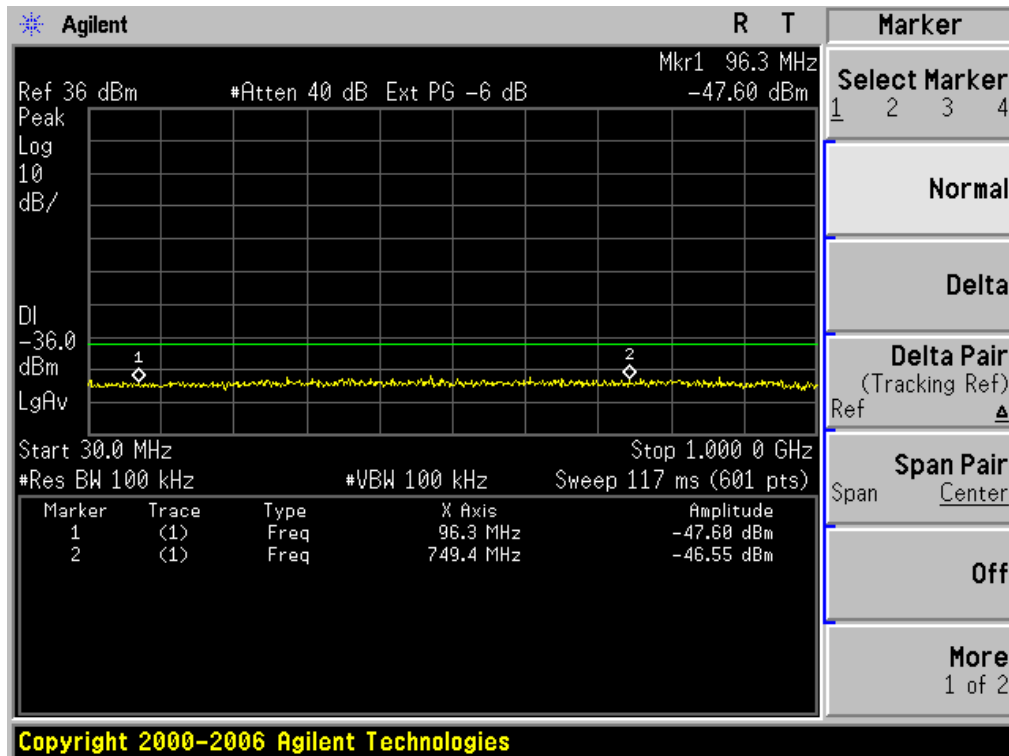 Agilent R T
Mkr1 96.3 MHz
Ref 36 dBm #Atten 40 dB Ext PG -6 dB -47.60 dBm
Peak
Log
10
dB/
DI
-36.0
dBm
LgAv
1
2
Start 30.0 MHz Stop 1.000 0 GHz
#Res BW 100 kHz #VBW 100 kHz Sweep 117 ms (601 pts)
Marker Trace Type X Axis Amplitude
1 (1) Freq 96.3 MHz -47.60 dBm
2 (1) Freq 749.4 MHz -46.55 dBm
Marker
Select Marker
1 2 3 4
Normal
Delta
Delta Pair
(Tracking Ref)
Ref Δ
Span Pair
Span Center
Off
More
1 of 2
Copyright 2000-2006 Agilent Technologies